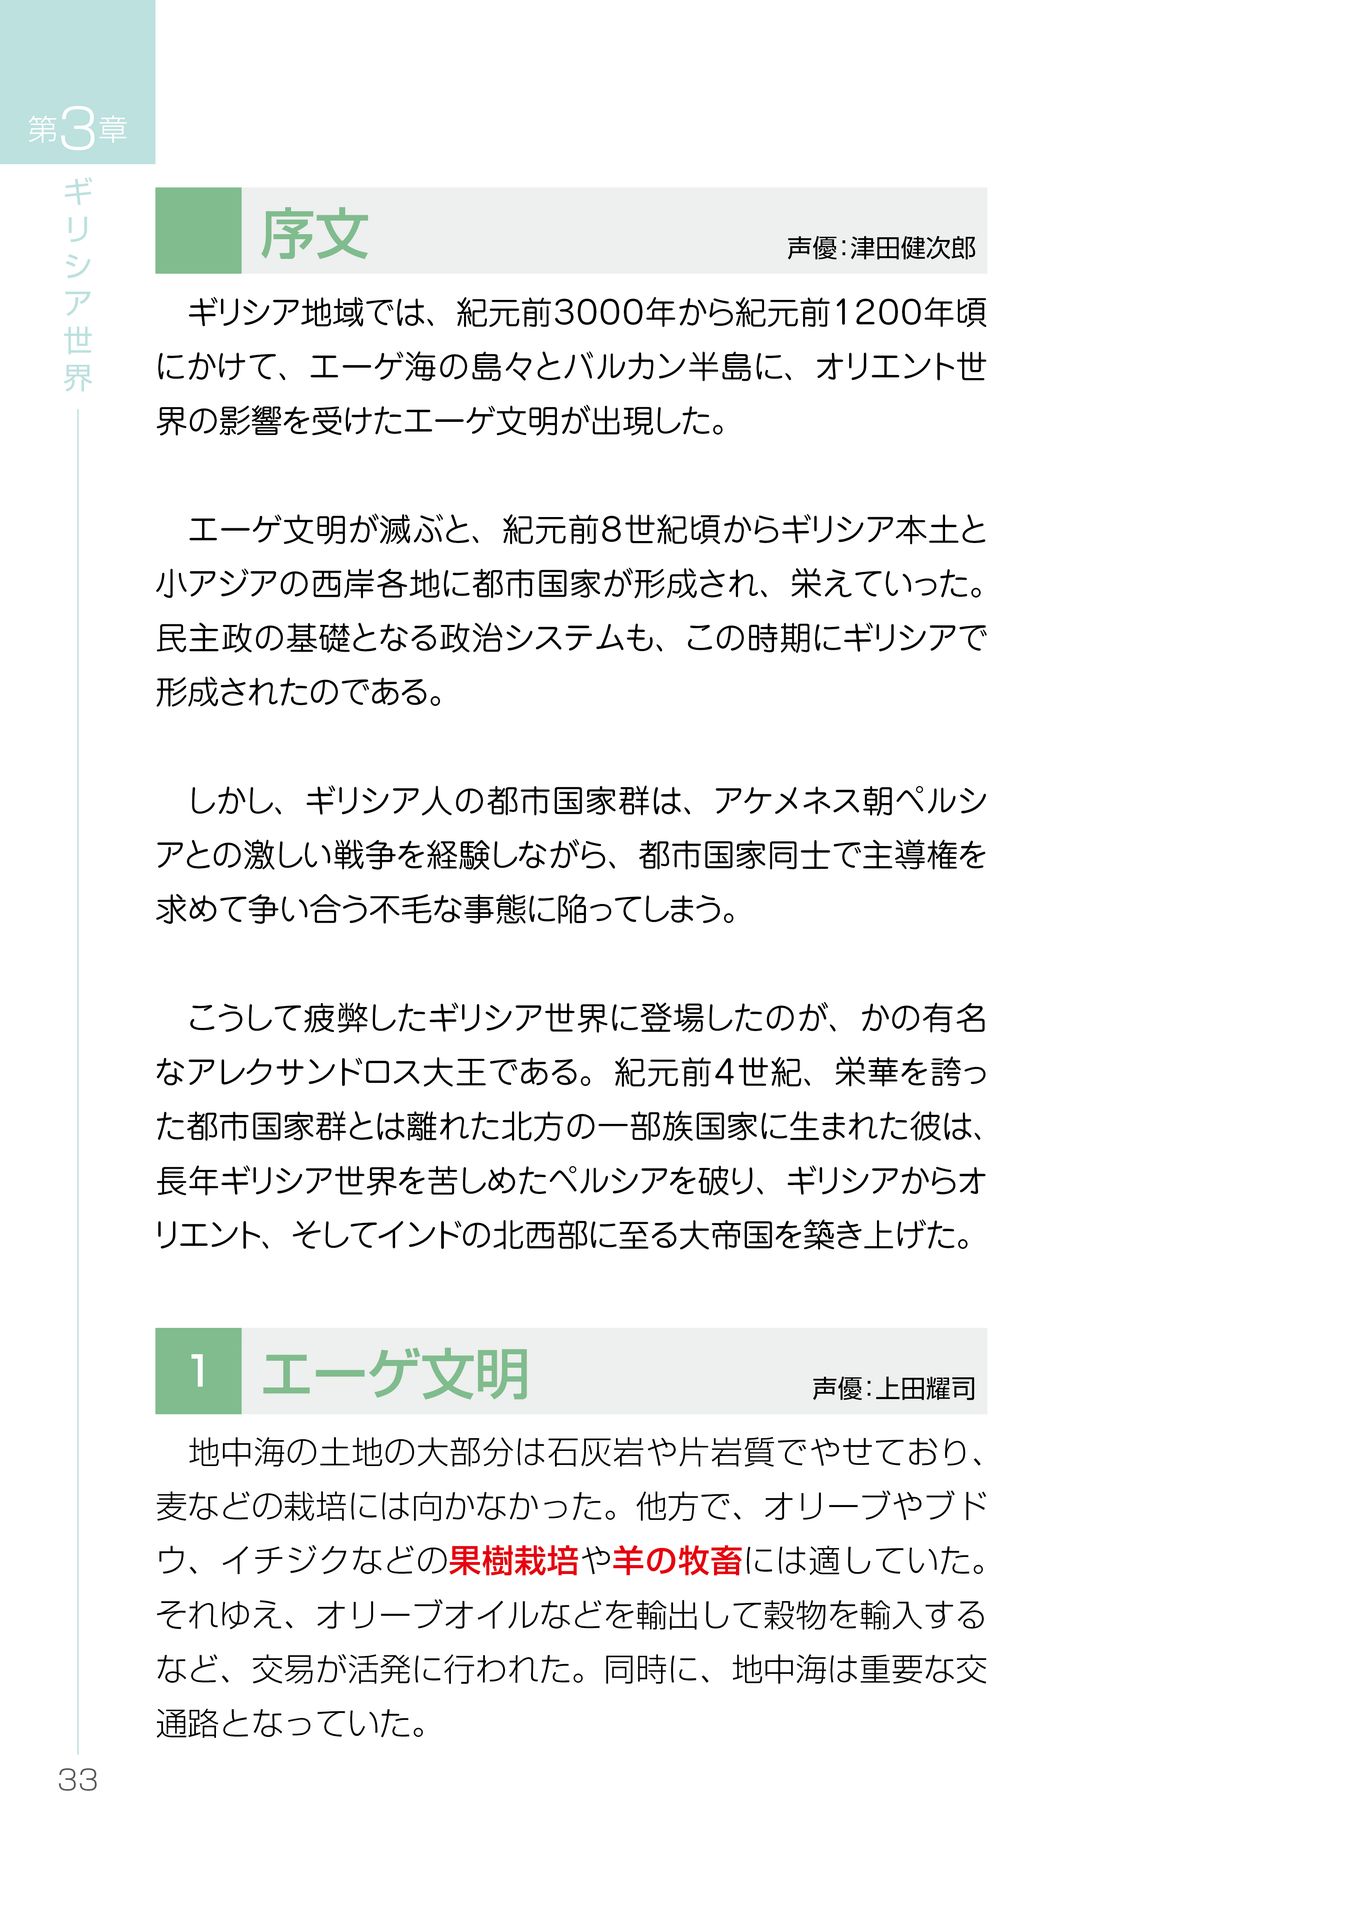 第3章
ギリシア世界
序文
声優：津田健次郎
　ギリシア地域では、紀元前3000年から紀元前1200年頃
にかけて、エーゲ海の島々とバルカン半島に、オリエント世
界の影響を受けたエーゲ文明が出現した。
　エーゲ文明が滅ぶと、紀元前8世紀頃からギリシア本土と
小アジアの西岸各地に都市国家が形成され、栄えていった。
民主政の基礎となる政治システムも、この時期にギリシアで
形成されたのである。
　しかし、ギリシア人の都市国家群は、アケメネス朝ペルシ
アとの激しい戦争を経験しながら、都市国家同士で主導権を
求めて争い合う不毛な事態に陥ってしまう。
　こうして疲弊したギリシア世界に登場したのが、かの有名
なアレクサンドロス大王である。紀元前4世紀、栄華を誇っ
た都市国家群とは離れた北方の一部族国家に生まれた彼は、
長年ギリシア世界を苦しめたペルシアを破り、ギリシアからオ
リエント、そしてインドの北西部に至る大帝国を築き上げた。
1 エーゲ文明
声優：上田耀司
　地中海の土地の大部分は石灰岩や片岩質でやせており、
麦などの栽培には向かなかった。他方で、オリーブやブド
ウ、イチジクなどの果樹栽培や羊の牧畜には適していた。
それゆえ、オリーブオイルなどを輸出して穀物を輸入する
など、交易が活発に行われた。同時に、地中海は重要な交
通路となっていた。
33